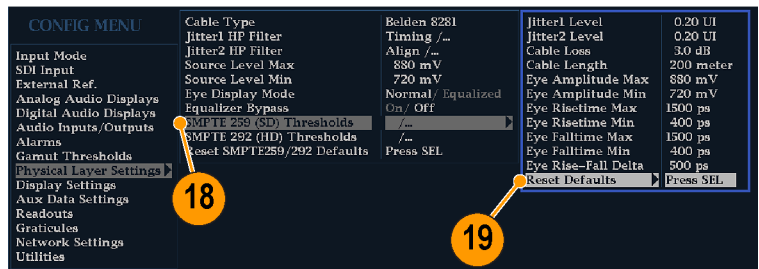 CONFIG MENU
Input Mode
SDI Input
External Ref.
Analog Audio Displays
Digital Audio Displays
Audio Inputs/Outputs
Alarms
Gamut Thresholds
Physical Layer Settings
Display Settings
Aux Data Settings
Readouts
Graticules
Network Settings
Utilities
Cable Type Belden 8281
Jitter1 HP Filter Timing /...
Jitter2 HP Filter Align /...
Source Level Max 880 mV
Source Level Min 720 mV
Eye Display Mode Normal/ Equalized
Equalizer Bypass On/ Off
SMPTE 259 (SD) Thresholds /...
SMPTE 292 (HD) Thresholds /...
Reset SMPTE259/292 Defaults Press SEL
18
Jitter1 Level 0.20 UI
Jitter2 Level 0.20 UI
Cable Loss 3.0 dB
Cable Length 200 meter
Eye Amplitude Max 880 mV
Eye Amplitude Min 720 mV
Eye Risetime Max 1500 ps
Eye Risetime Min 400 ps
Eye Falltime Max 1500 ps
Eye Falltime Min 400 ps
Eye Rise-Fall Delta 500 ps
Reset Defaults Press SEL
19